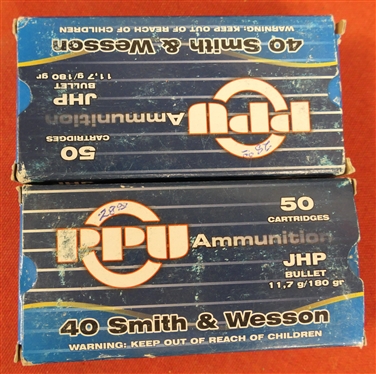 40 Smith & Wesson
WARNING: KEEP OUT OF REACH OF CHILDREN
PPU Ammunition
50
CARTRIDGES
JHP
BULLET
11,7 g/180 gr
50
CARTRIDGES
PPU Ammunition
JHP
BULLET
11,7 g/180 gr
40 Smith & Wesson
WARNING: KEEP OUT OF REACH OF CHILDREN